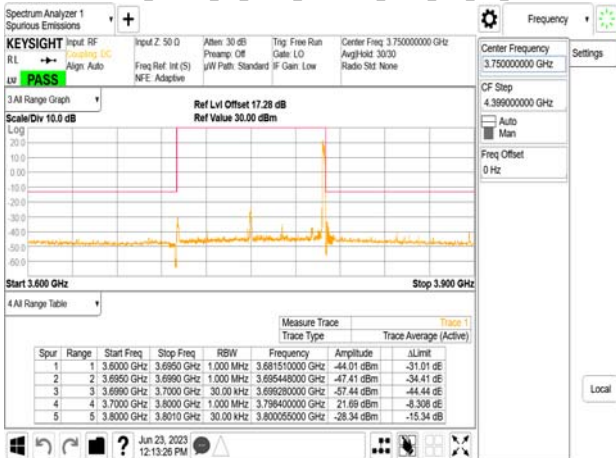 Spectrum Analyzer 1
Spurious Emissions
Frequency
KEYSIGHT
Input: RF
Input Z: 50 Ω
Atten: 30 dB
Trig: Free Run
Center Freq: 3.750000000 GHz
RL
Coupling: DC
Preamp: Off
Gate: LO
Avg|Hold: 30/30
Align: Auto
Freq Ref: Int (S)
µW Path: Standard
IF Gain: Low
Radio Std: None
NFE: Adaptive
PASS
Center Frequency
3.750000000 GHz
Settings
CF Step
4.399000000 GHz
Auto
Man
Freq Offset
0 Hz
Local
3 All Range Graph
Ref Lvl Offset 17.28 dB
Scale/Div 10.0 dB
Ref Value 30.00 dBm
Log
20.0
10.0
0.00
-10.0
-20.0
-30.0
-40.0
-50.0
-60.0
Start 3.600 GHz
Stop 3.900 GHz
4 All Range Table
Measure Trace Trace 1
Trace Type Trace Average (Active)
Spur Range Start Freq Stop Freq RBW Frequency Amplitude ΔLimit
1 1 3.6000 GHz 3.6950 GHz 1.000 MHz 3.681510000 GHz -44.01 dBm -31.01 dB
2 2 3.6950 GHz 3.6990 GHz 1.000 MHz 3.695448000 GHz -47.41 dBm -34.41 dB
3 3 3.6990 GHz 3.7000 GHz 30.00 kHz 3.699280000 GHz -57.44 dBm -44.44 dB
4 4 3.7000 GHz 3.8000 GHz 1.000 MHz 3.798400000 GHz 21.69 dBm -8.308 dB
5 5 3.8000 GHz 3.8010 GHz 30.00 kHz 3.800055000 GHz -28.34 dBm -15.34 dB
Jun 23, 2023
12:13:26 PM